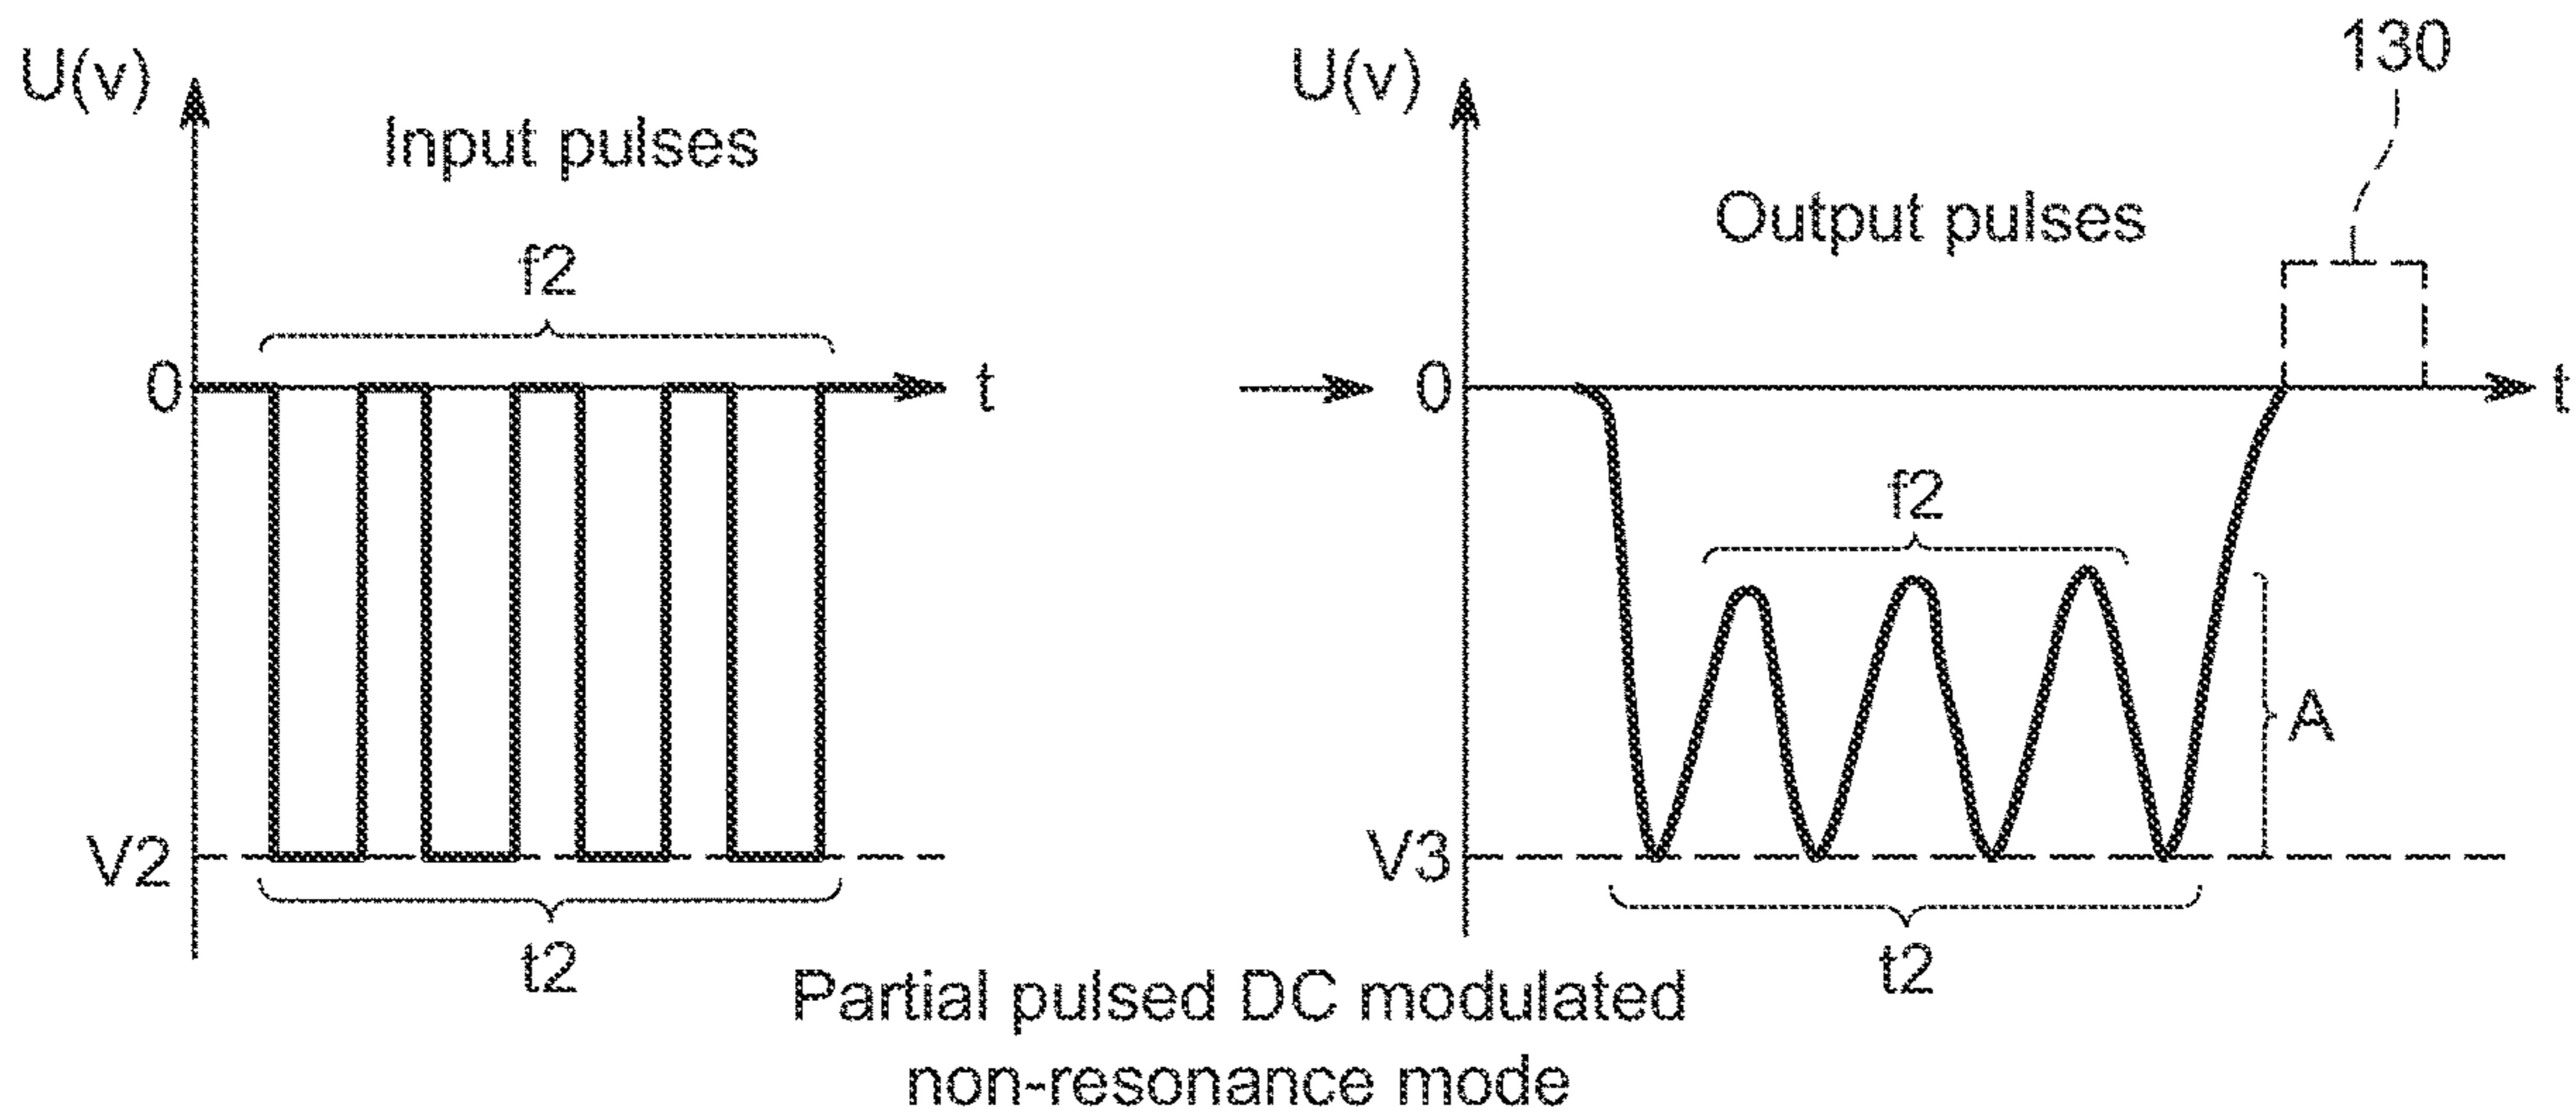 U(v)
Input pulses
f2
0
t
V2
t2
U(v)
130
Output pulses
0
t
f2
A
V3
t2
Partial pulsed DC modulated
non-resonance mode